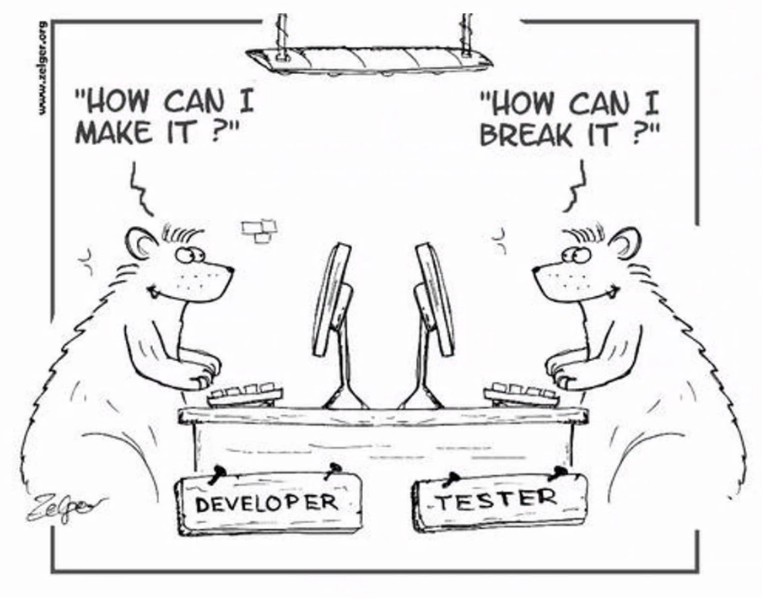 www.zelger.org
"HOW CAN I
MAKE IT ?"
"HOW CAN I
BREAK IT ?"
DEVELOPER
TESTER
Zelger